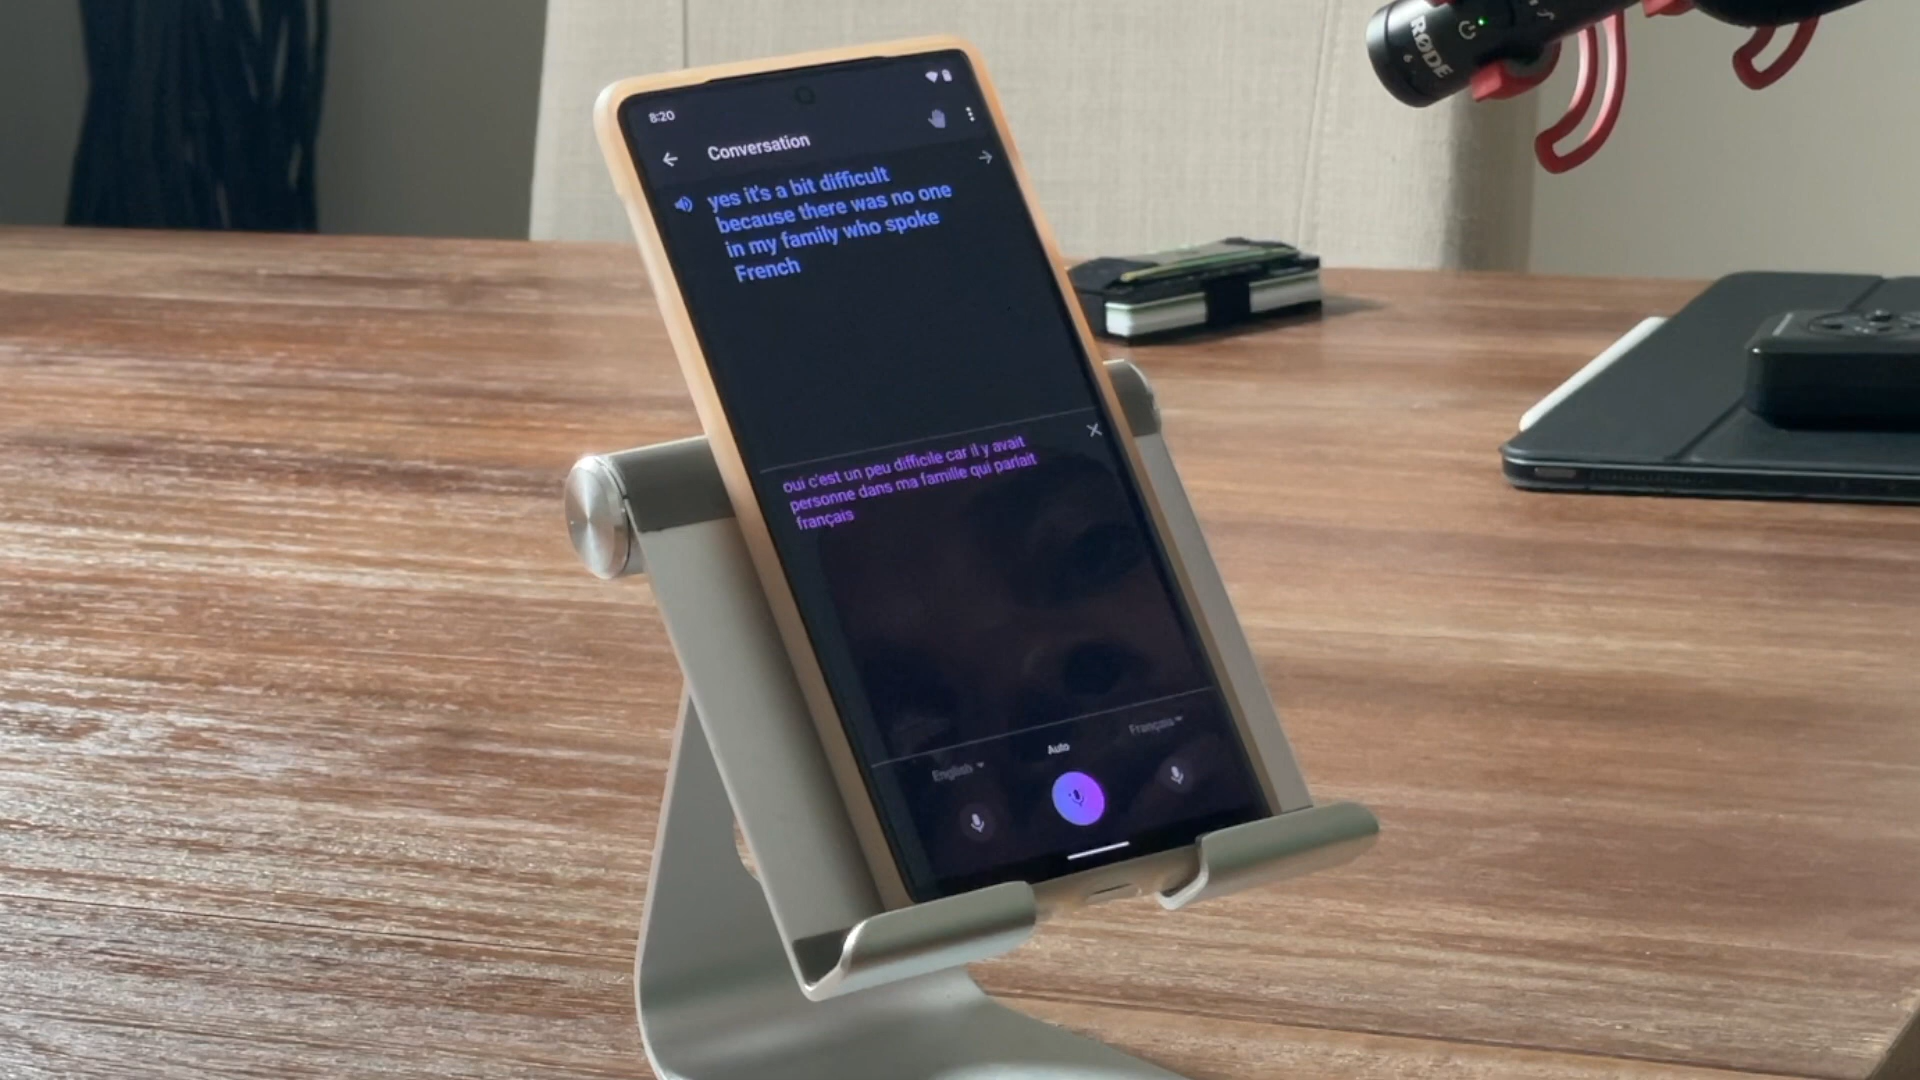 8:20
Conversation
yes it's a bit difficult
because there was no one
in my family who spoke
French
oui c'est un peu difficile car il y avait
personne dans ma famille qui parlait
français
English
Auto
Français
RØDE